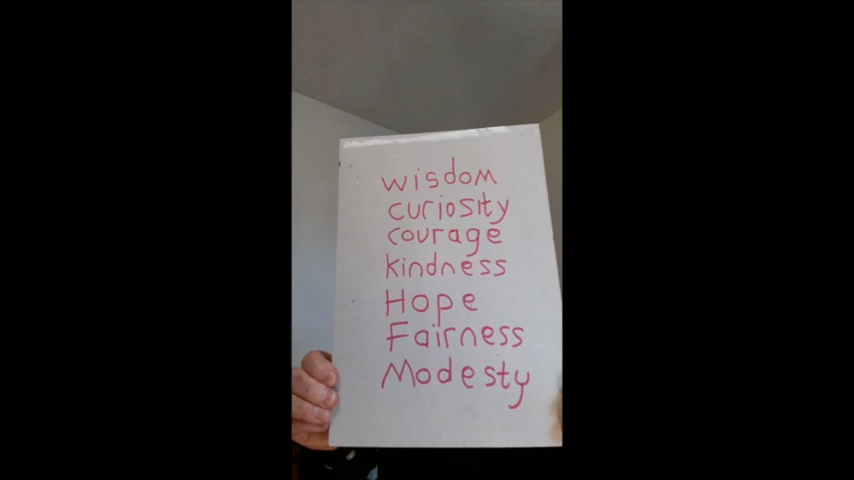 wisdom
curiosity
courage
kindness
Hope
Fairness
Modesty